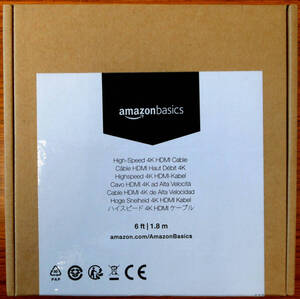 amazonbasics
High-Speed 4K HDMI Cable
Câble HDMI Haut Débit 4K
Highspeed 4K HDMI-Kabel
Cavo HDMI 4K ad Alta Velocità
Cable HDMI 4K de Alta Velocidad
Hoge Snelheid 4K HDMI Kabel
ハイスピード 4K HDMI ケーブル
6 ft | 1.8 m
amazon.com/AmazonBasics
PAP